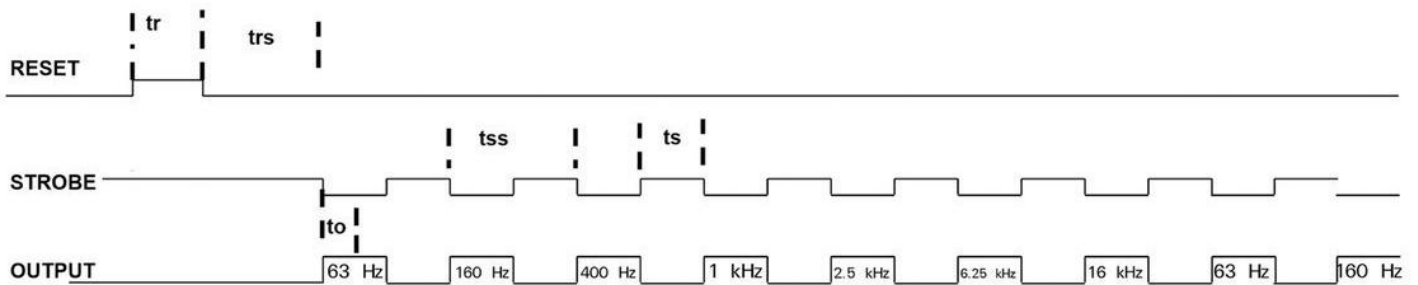 tr
trs
RESET
tss
ts
STROBE
to
OUTPUT 63 Hz 160 Hz 400 Hz 1 kHz 2.5 kHz 6.25 kHz 16 kHz 63 Hz 160 Hz